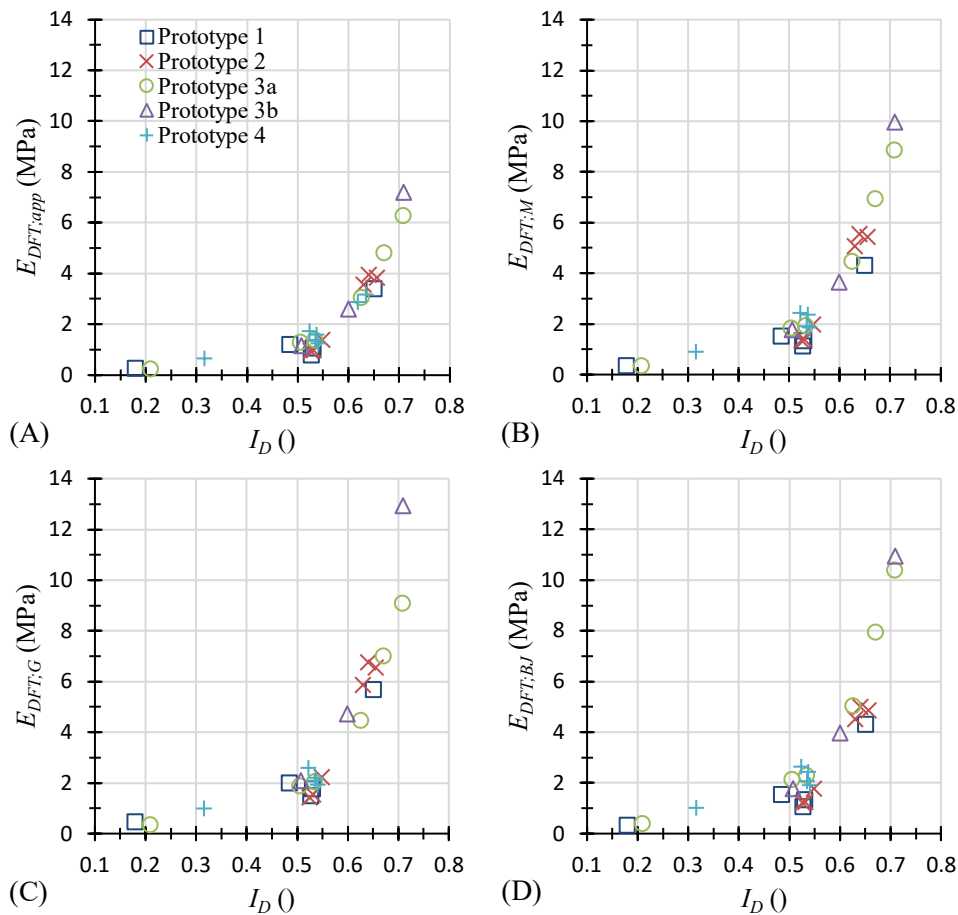 14
12
10
8
6
4
2
0
E_DFT;app (MPa)
Prototype 1
Prototype 2
Prototype 3a
Prototype 3b
Prototype 4
0.1 0.2 0.3 0.4 0.5 0.6 0.7 0.8
(A)
I_D ()
14
12
10
8
6
4
2
0
E_DFT;M (MPa)
0.1 0.2 0.3 0.4 0.5 0.6 0.7 0.8
(B)
I_D ()
14
12
10
8
6
4
2
0
E_DFT;G (MPa)
0.1 0.2 0.3 0.4 0.5 0.6 0.7 0.8
(C)
I_D ()
14
12
10
8
6
4
2
0
E_DFT;BJ (MPa)
0.1 0.2 0.3 0.4 0.5 0.6 0.7 0.8
(D)
I_D ()